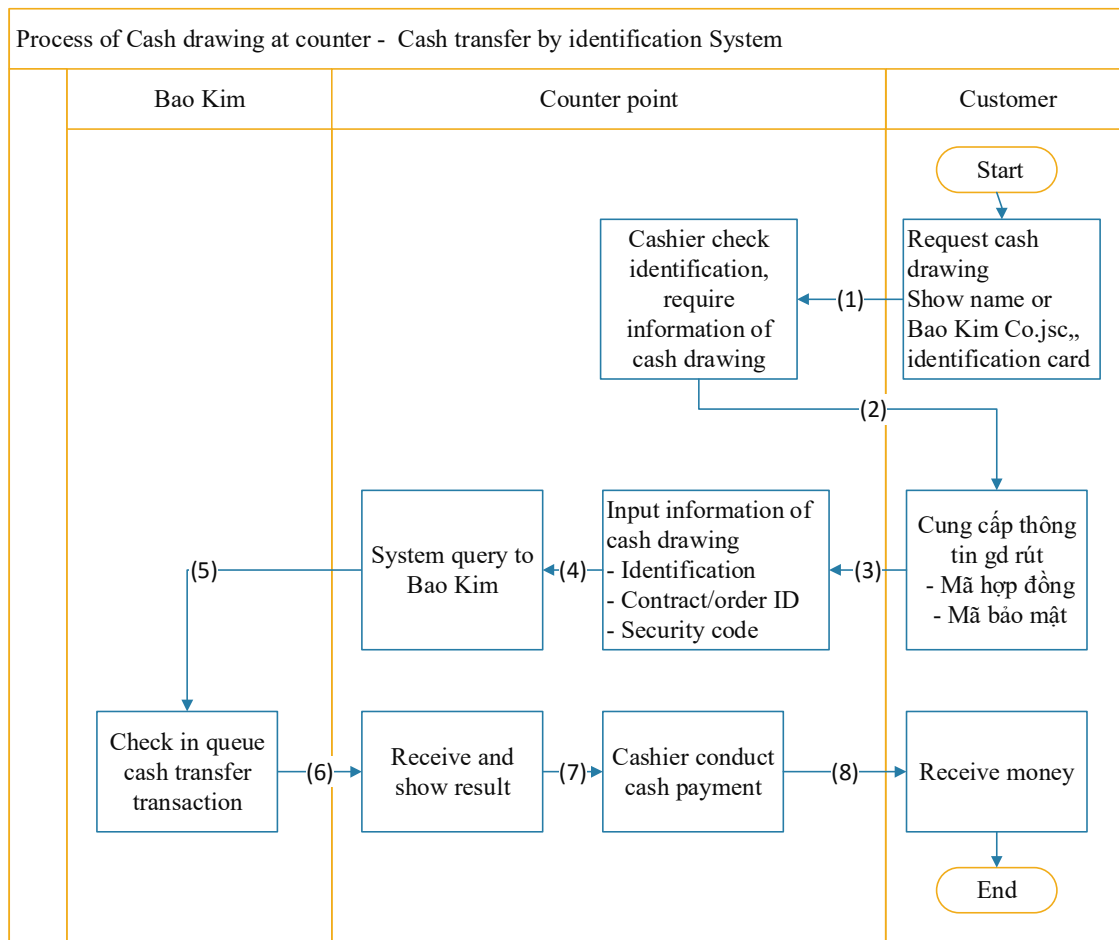 Process of Cash drawing at counter - Cash transfer by identification System
Bao Kim
Counter point
Customer
Start
Request cash
drawing
Show name or
Bao Kim Co.jsc,,
identification card
(1)
Cashier check
identification,
require
information of
cash drawing
(2)
Cung cấp thông
tin gd rút
- Mã hợp đồng
- Mã bảo mật
(3)
Input information of
cash drawing
- Identification
- Contract/order ID
- Security code
(4)
System query to
Bao Kim
(5)
Check in queue
cash transfer
transaction
(6)
Receive and
show result
(7)
Cashier conduct
cash payment
(8)
Receive money
End